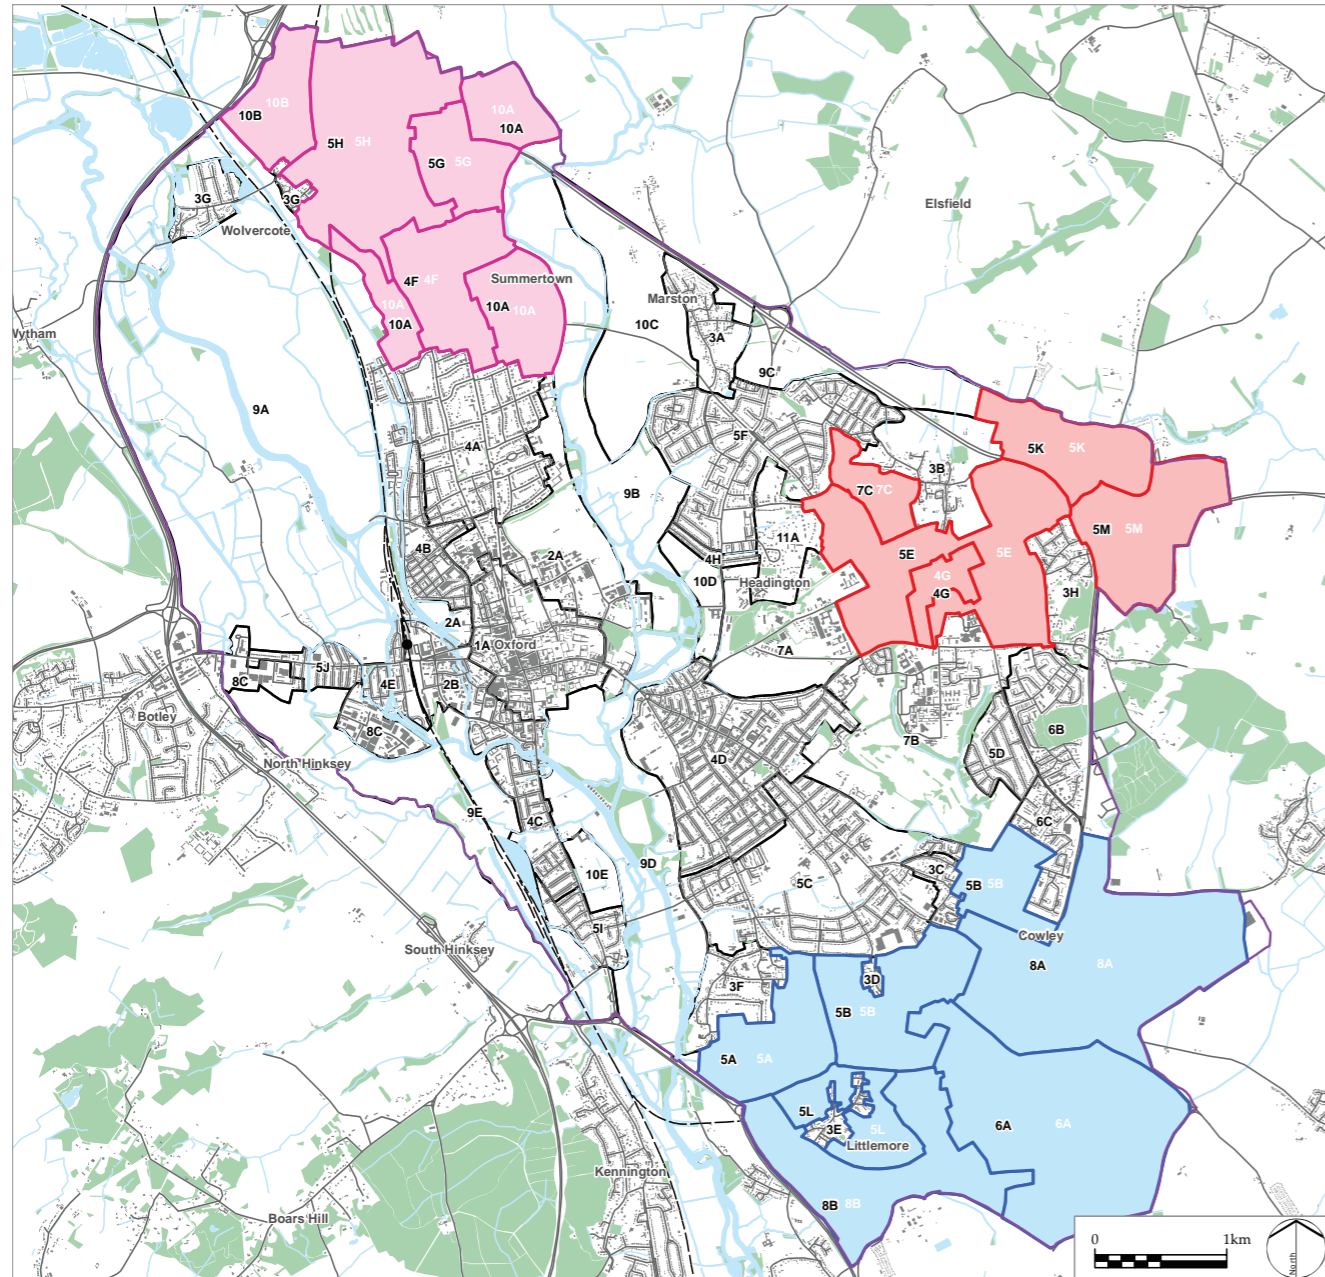 10B
10B
10A
10A
5H
5H
5G
5G
3G
3G
Wolvercote
Elsfield
4F
4F
Summertown
10A
10A
10A
10A
Marston
10C
3A
Wytham
9C
9A
4A
5F
3B
5K
5K
7C
7C
9B
5M
5M
11A
4B
2A
4H
5E
5E
10D
Headington
4G
4G
3H
2A
1A
Oxford
7A
5J
8C
4E
2B
Botley
8C
6B
7B
5D
North Hinksey
4D
9E
4C
6C
9D
10E
3C
5C
5B
5B
5I
Cowley
South Hinksey
8A
8A
3D
3F
5B
5B
5A
5A
5L
3E
5L
6A
6A
Littlemore
Kennington
8B
8B
Boars Hill
0
1km
North